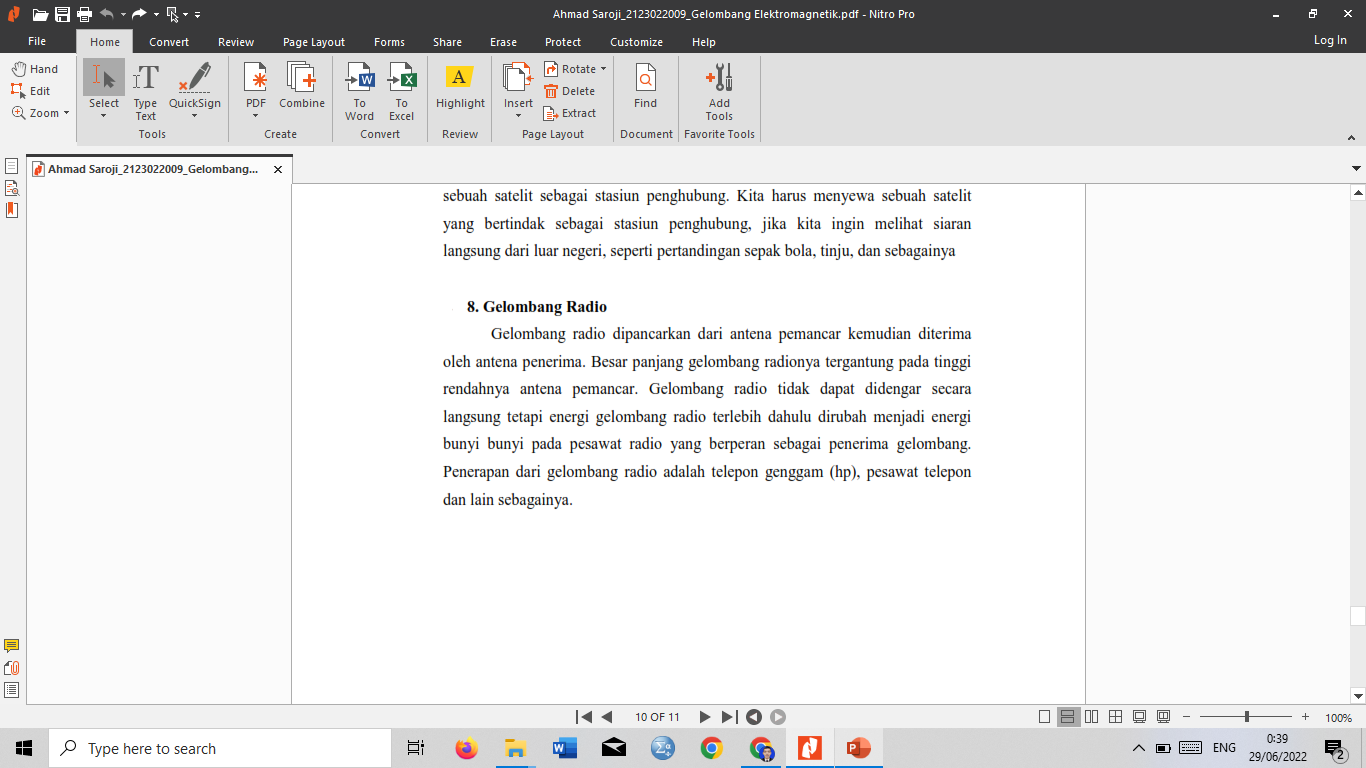 Ahmad Saroji_2123022009_Gelombang Elektromagnetik.pdf - Nitro Pro
File Home Convert Review Page Layout Forms Share Erase Protect Customize Help Log In
Hand
Edit
Zoom
Select
Type Text
QuickSign
Tools
PDF
Combine
Create
To Word
To Excel
Convert
Highlight
Review
Insert
Rotate
Delete
Extract
Page Layout
Find
Document
Add Tools
Favorite Tools
Ahmad Saroji_2123022009_Gelombang...
sebuah satelit sebagai stasiun penghubung. Kita harus menyewa sebuah satelit
yang bertindak sebagai stasiun penghubung, jika kita ingin melihat siaran
langsung dari luar negeri, seperti pertandingan sepak bola, tinju, dan sebagainya
8. Gelombang Radio
Gelombang radio dipancarkan dari antena pemancar kemudian diterima
oleh antena penerima. Besar panjang gelombang radionya tergantung pada tinggi
rendahnya antena pemancar. Gelombang radio tidak dapat didengar secara
langsung tetapi energi gelombang radio terlebih dahulu dirubah menjadi energi
bunyi bunyi pada pesawat radio yang berperan sebagai penerima gelombang.
Penerapan dari gelombang radio adalah telepon genggam (hp), pesawat telepon
dan lain sebagainya.
10 OF 11
100%
Type here to search
ENG
0:39
29/06/2022
2